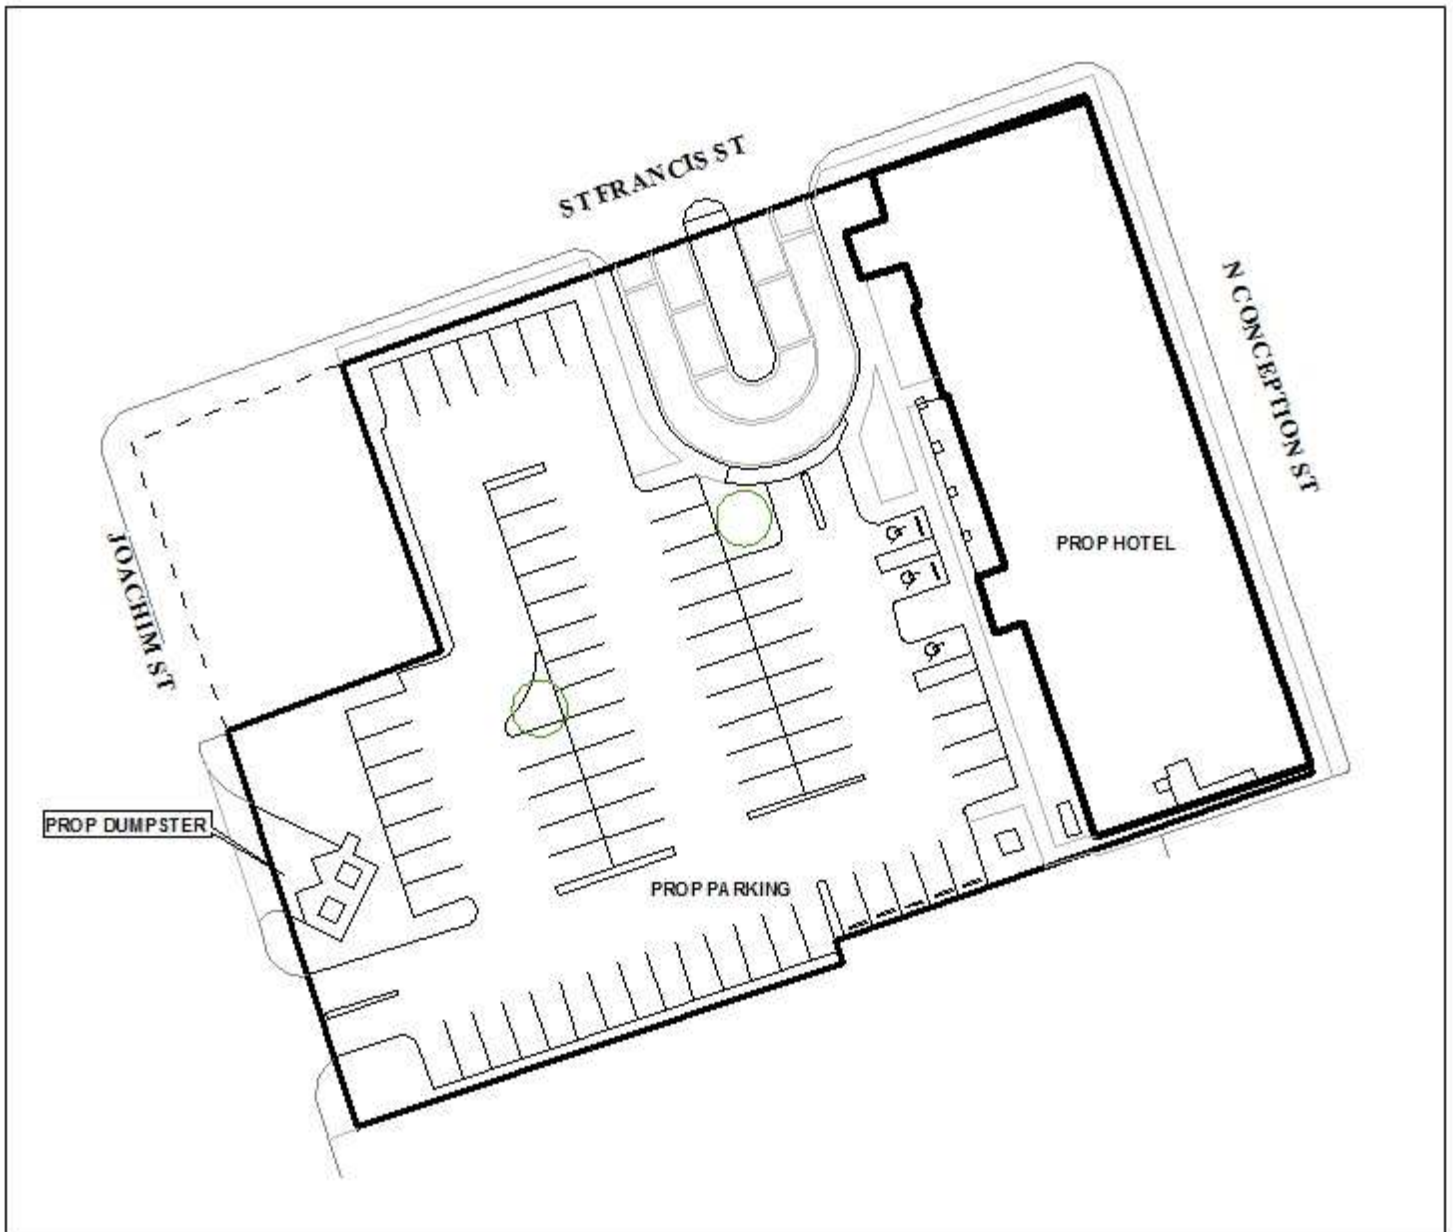 ST FRANCIS ST
N CONCEPTION ST
JOACHIM ST
PROP HOTEL
PROP DUMPSTER
PROP PARKING